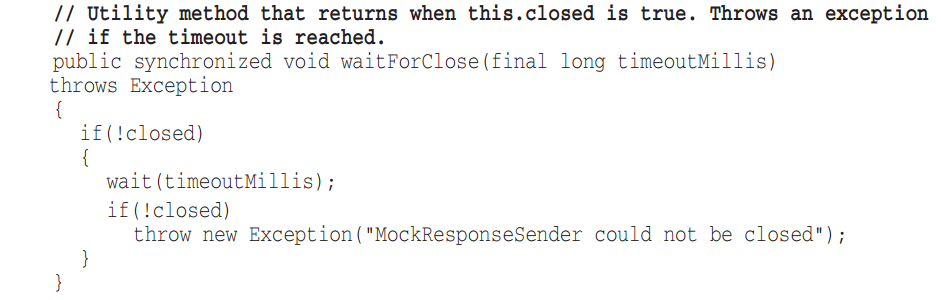 // Utility method that returns when this.closed is true. Throws an exception
// if the timeout is reached.
public synchronized void waitForClose(final long timeoutMillis)
throws Exception
{
if(!closed)
{
wait(timeoutMillis);
if(!closed)
throw new Exception("MockResponseSender could not be closed");
}
}